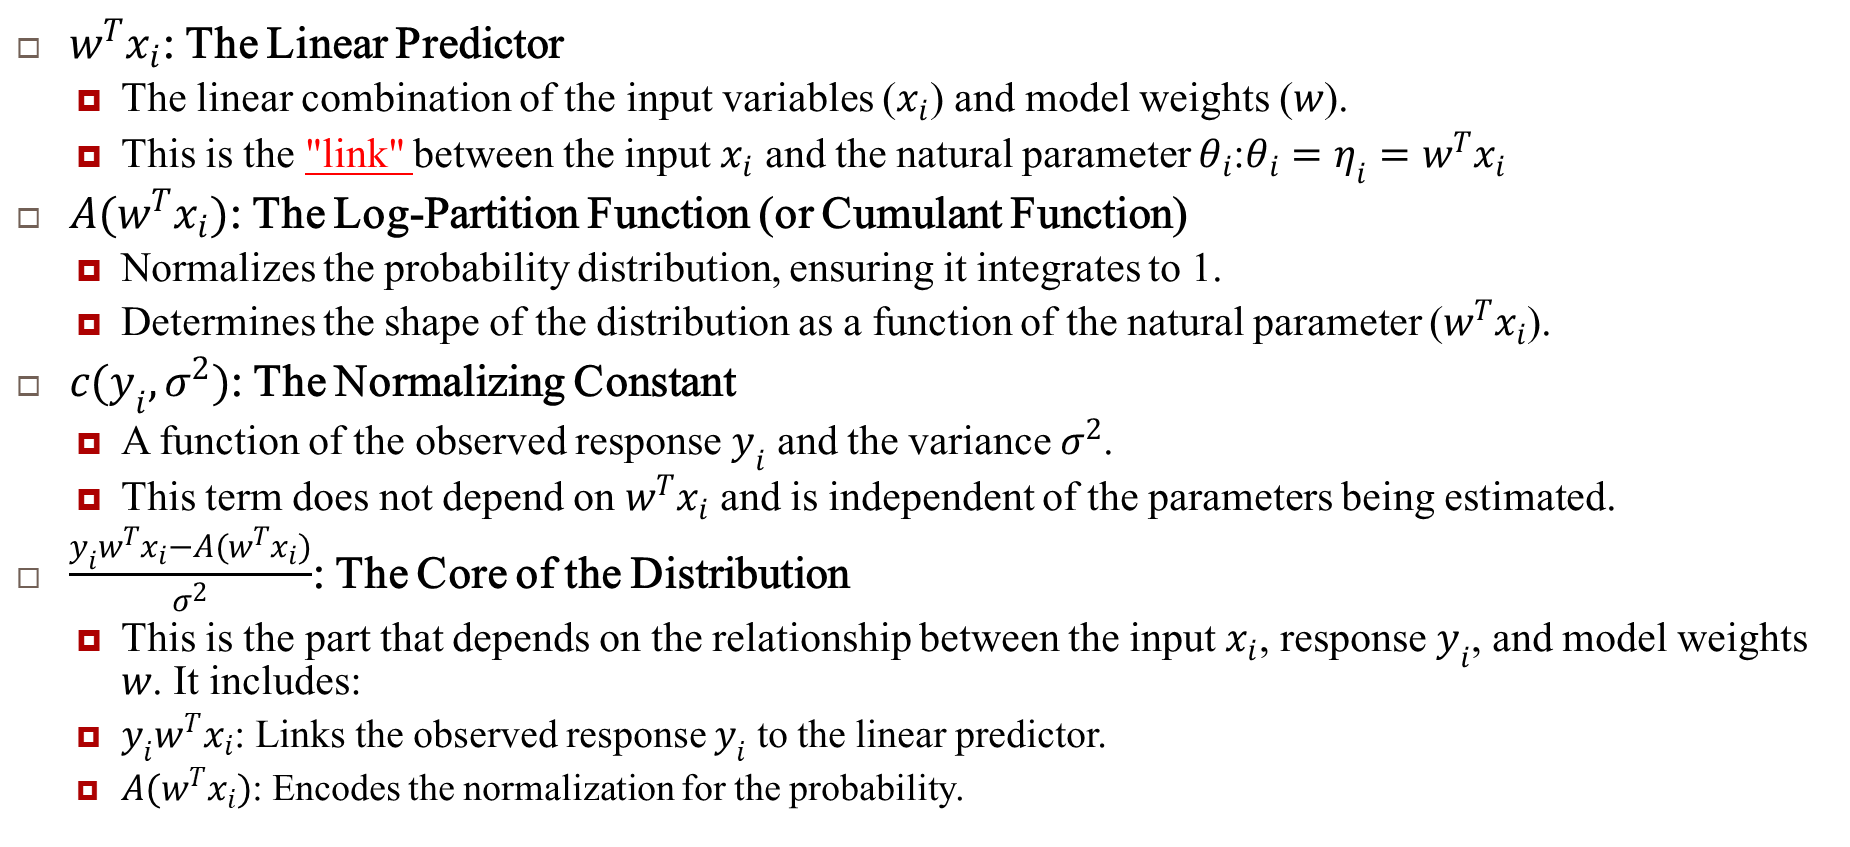 □ wᵀxᵢ: The Linear Predictor
The linear combination of the input variables (xᵢ) and model weights (w).
This is the "link" between the input xᵢ and the natural parameter θᵢ:θᵢ = ηᵢ = wᵀxᵢ
□ A(wᵀxᵢ): The Log-Partition Function (or Cumulant Function)
Normalizes the probability distribution, ensuring it integrates to 1.
Determines the shape of the distribution as a function of the natural parameter (wᵀxᵢ).
□ c(yᵢ, σ²): The Normalizing Constant
A function of the observed response yᵢ and the variance σ².
This term does not depend on wᵀxᵢ and is independent of the parameters being estimated.
□ (yᵢwᵀxᵢ−A(wᵀxᵢ))/σ²: The Core of the Distribution
This is the part that depends on the relationship between the input xᵢ, response yᵢ, and model weights
w. It includes:
yᵢwᵀxᵢ: Links the observed response yᵢ to the linear predictor.
A(wᵀxᵢ): Encodes the normalization for the probability.